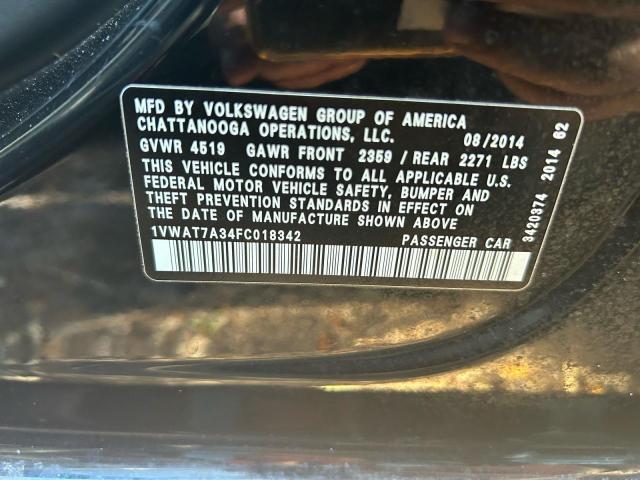 MFD BY VOLKSWAGEN GROUP OF AMERICA
CHATTANOOGA OPERATIONS, LLC. 08/2014
GVWR 4519 GAWR FRONT 2359 / REAR 2271 LBS
THIS VEHICLE CONFORMS TO ALL APPLICABLE U.S.
FEDERAL MOTOR VEHICLE SAFETY, BUMPER AND
THEFT PREVENTION STANDARDS IN EFFECT ON
THE DATE OF MANUFACTURE SHOWN ABOVE
1VWAT7A34FC018342 PASSENGER CAR
3420374 2014 62